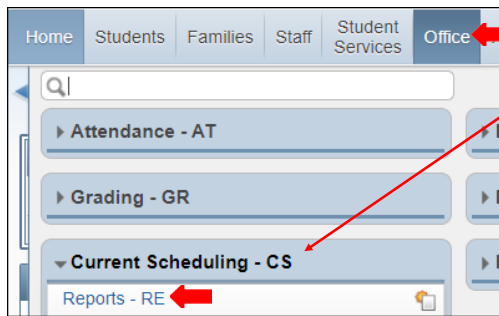 Home Students Families Staff Student Services Office
Attendance - AT
Grading - GR
Current Scheduling - CS
Reports - RE